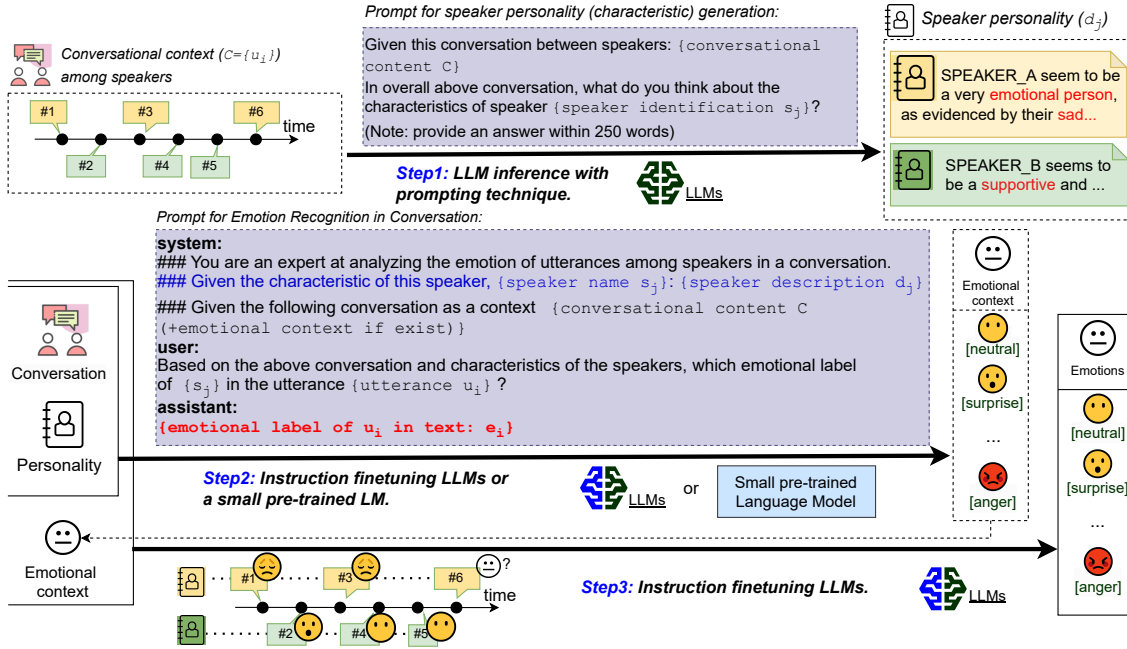 Conversational context (C={u_i})
among speakers
#1
#3
#6
time
#2
#4
#5
Prompt for speaker personality (characteristic) generation:
Given this conversation between speakers: {conversational
content C}
In overall above conversation, what do you think about the
characteristics of speaker {speaker identification s_j}?
(Note: provide an answer within 250 words)
Step1: LLM inference with
prompting technique.
LLMs
Speaker personality (d_j)
SPEAKER_A seem to be
a very emotional person,
as evidenced by their sad...
SPEAKER_B seems to
be a supportive and ...
Prompt for Emotion Recognition in Conversation:
system:
### You are an expert at analyzing the emotion of utterances among speakers in a conversation.
### Given the characteristic of this speaker, {speaker name s_j}: {speaker description d_j}
### Given the following conversation as a context {conversational content C
(+emotional context if exist)}
user:
Based on the above conversation and characteristics of the speakers, which emotional label
of {s_j} in the utterance {utterance u_i} ?
assistant:
{emotional label of u_i in text: e_i}
Conversation
Personality
Emotional
context
Step2: Instruction finetuning LLMs or
a small pre-trained LM.
LLMs
or
Small pre-trained
Language Model
Emotional
context
[neutral]
[surprise]
...
[anger]
Emotions
[neutral]
[surprise]
...
[anger]
#1
#3
#6
?
time
#2
#4
#5
Step3: Instruction finetuning LLMs.
LLMs